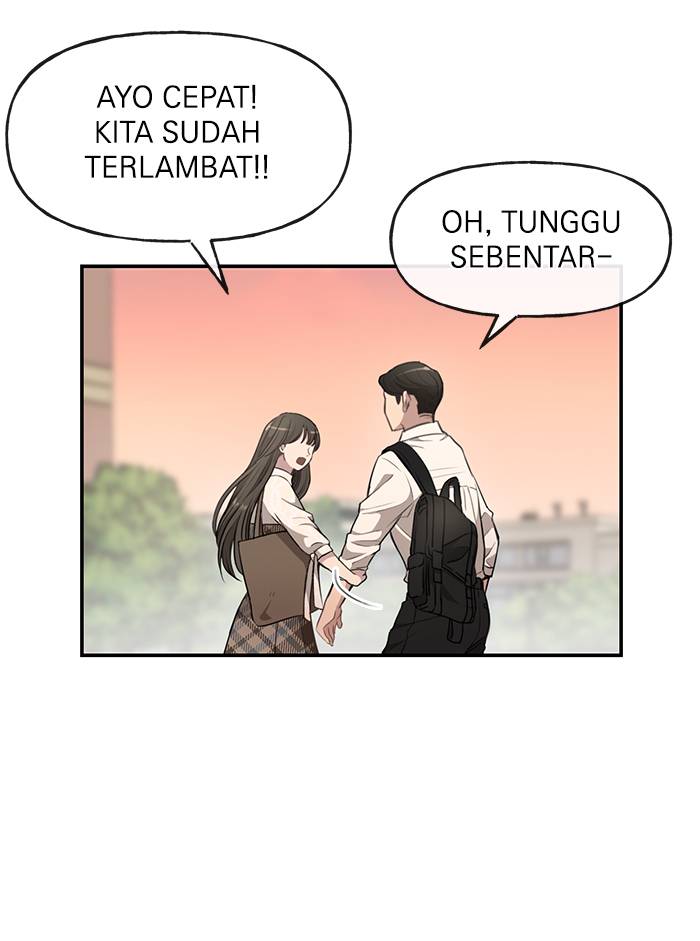 AYO CEPAT!
KITA SUDAH
TERLAMBAT!!
OH, TUNGGU
SEBENTAR-